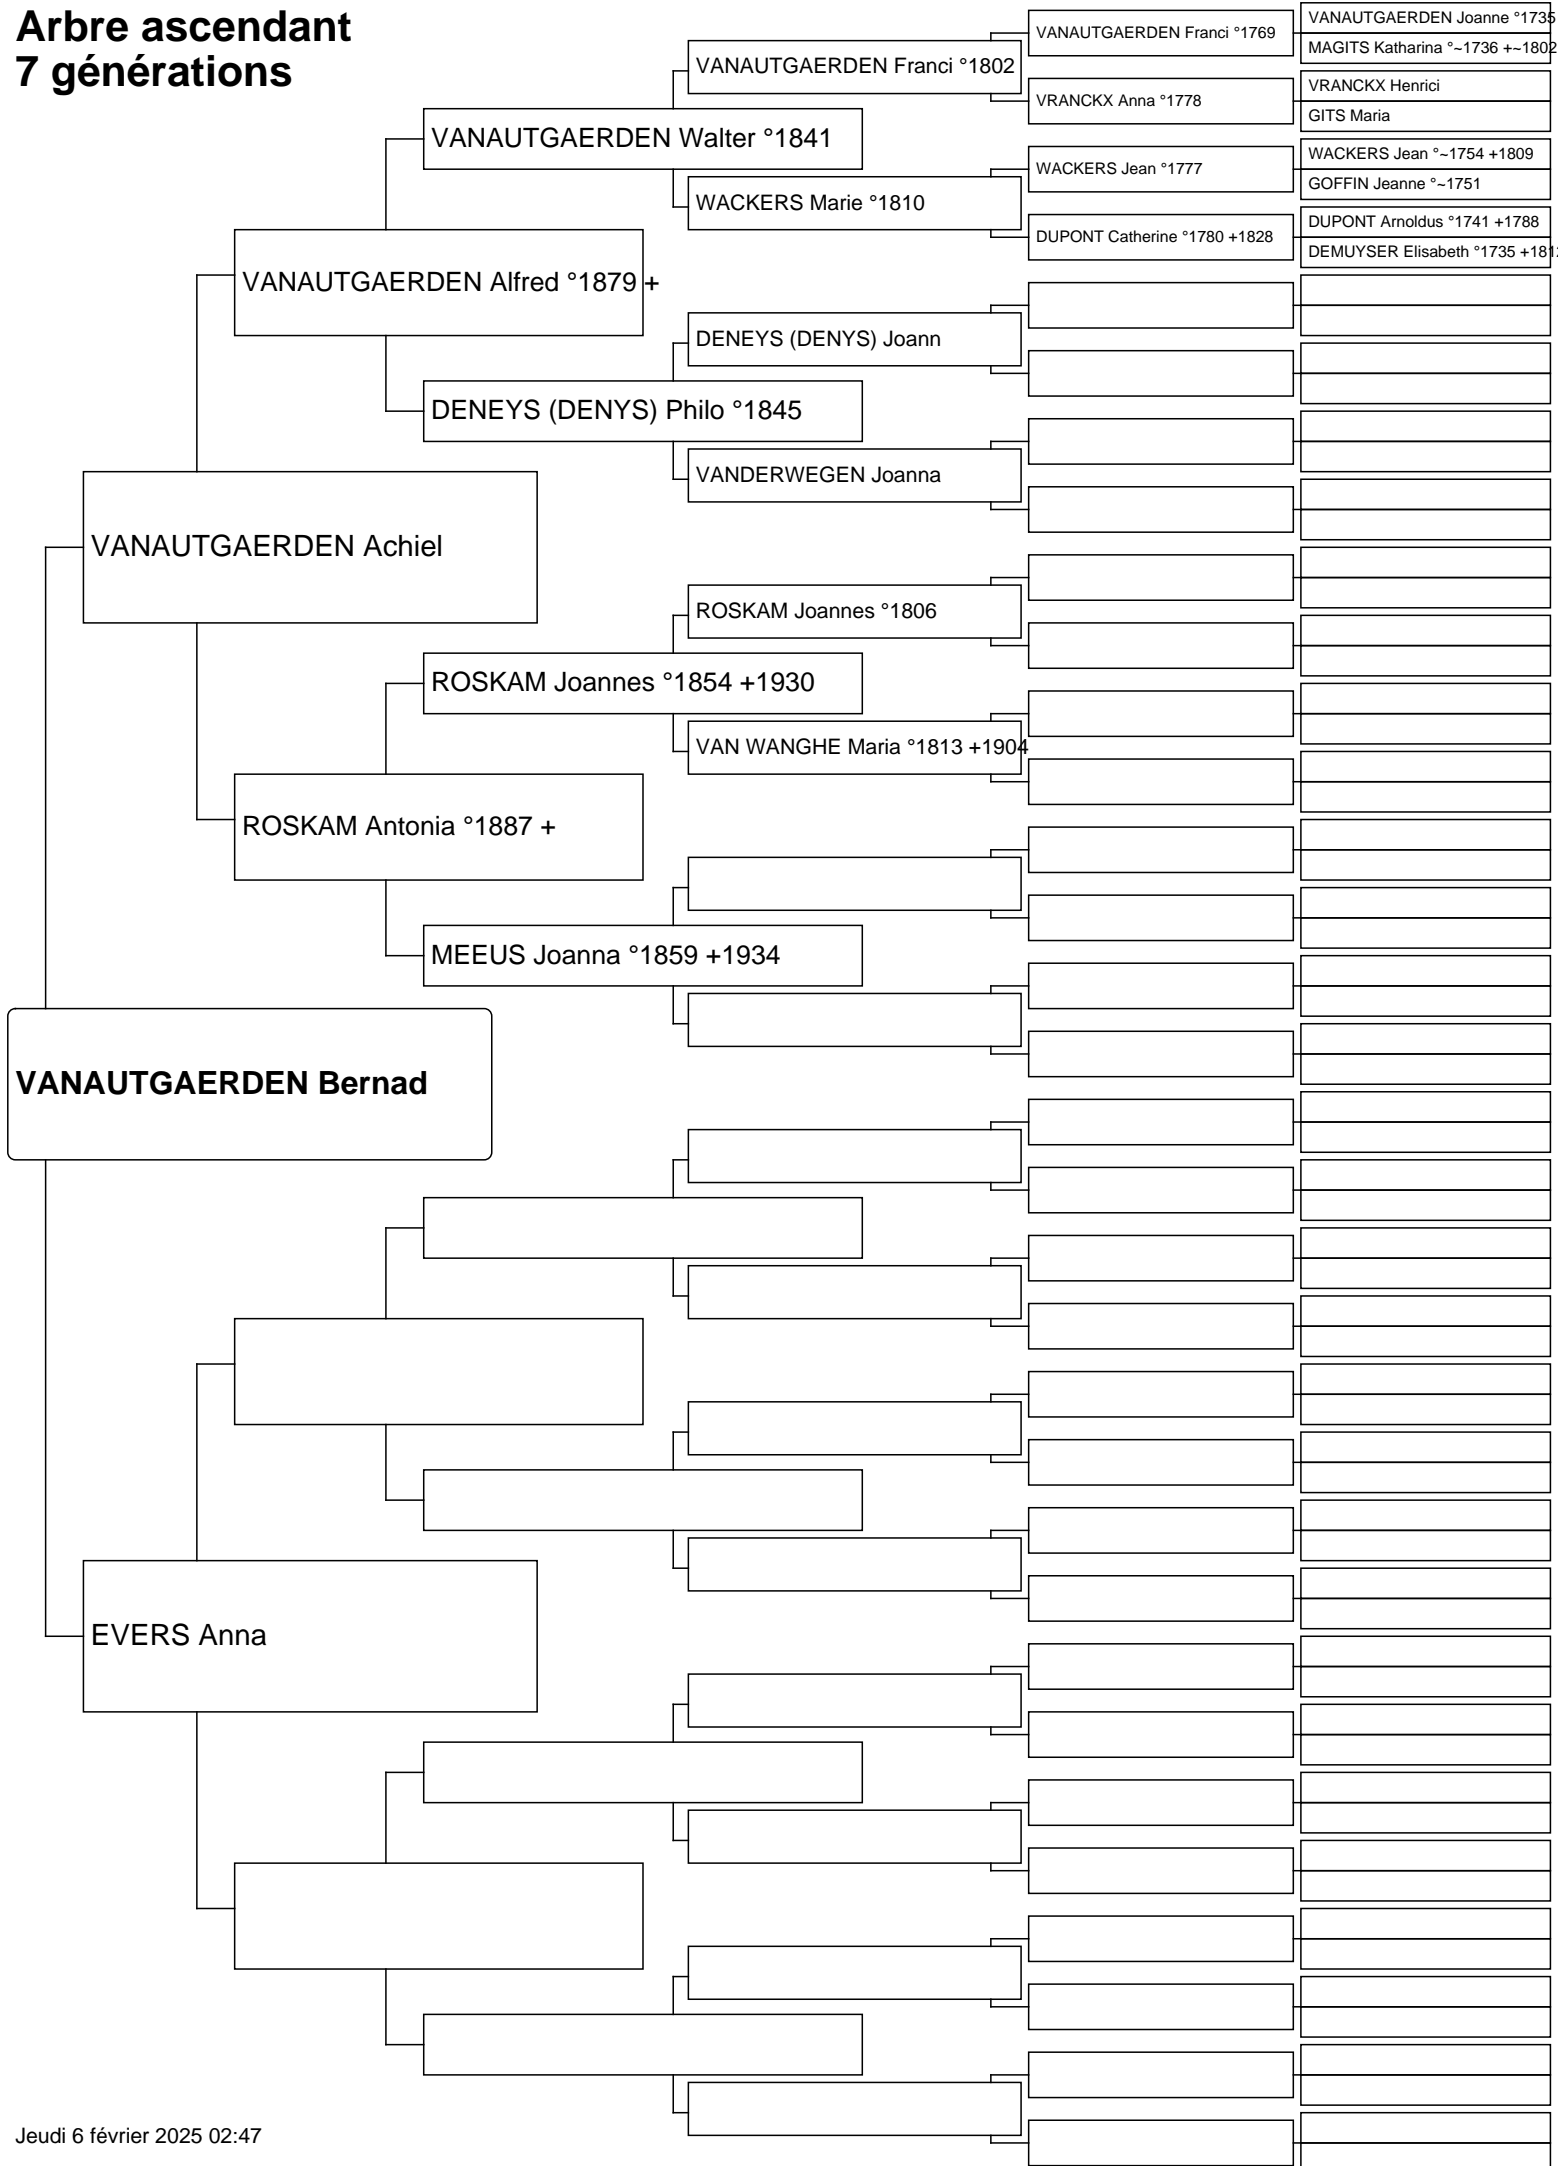 Arbre ascendant
7 générations
VANAUTGAERDEN Joanne °1735
VANAUTGAERDEN Franci °1769
MAGITS Katharina °~1736 +~1802
VANAUTGAERDEN Franci °1802
VRANCKX Henrici
VRANCKX Anna °1778
GITS Maria
VANAUTGAERDEN Walter °1841
WACKERS Jean °~1754 +1809
WACKERS Jean °1777
GOFFIN Jeanne °~1751
WACKERS Marie °1810
DUPONT Arnoldus °1741 +1788
DUPONT Catherine °1780 +1828
DEMUYSER Elisabeth °1735 +1812
VANAUTGAERDEN Alfred °1879 +
DENEYS (DENYS) Joann
DENEYS (DENYS) Philo °1845
VANDERWEGEN Joanna
VANAUTGAERDEN Achiel
ROSKAM Joannes °1806
ROSKAM Joannes °1854 +1930
VAN WANGHE Maria °1813 +1904
ROSKAM Antonia °1887 +
MEEUS Joanna °1859 +1934
VANAUTGAERDEN Bernad
EVERS Anna
Jeudi 6 février 2025 02:47